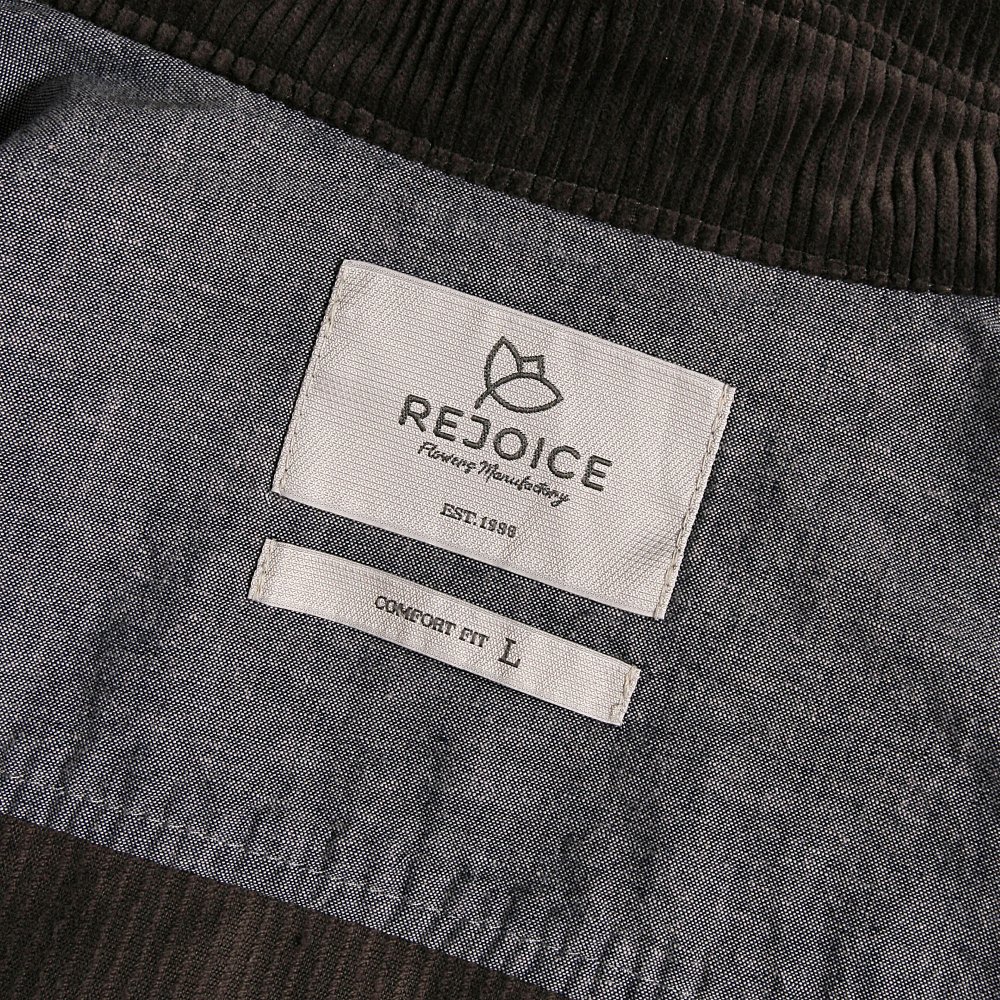 REJOICE
Flowers Manufactory
EST. 1998
COMFORT FIT L